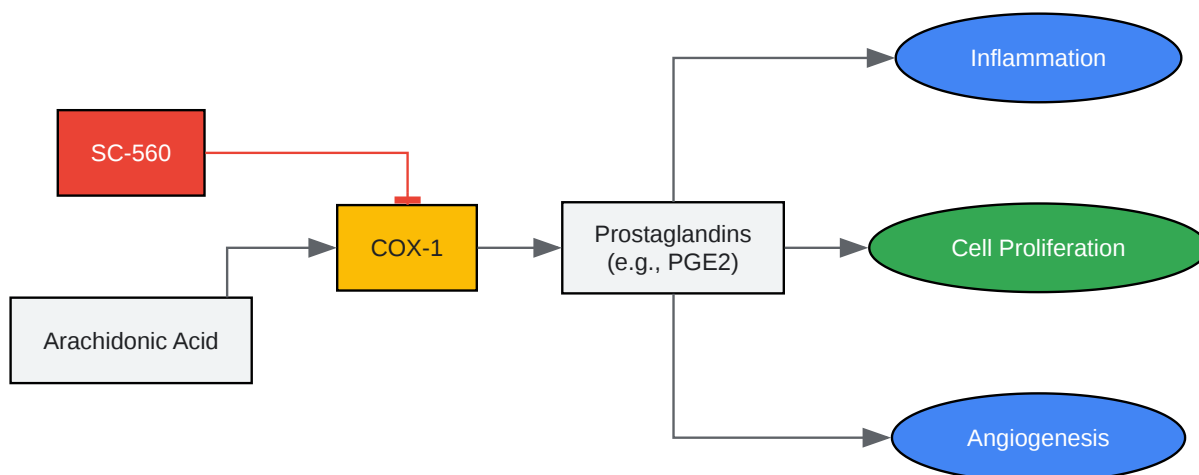 Inflammation
SC-560
COX-1
Prostaglandins
(e.g., PGE2)
Cell Proliferation
Arachidonic Acid
Angiogenesis